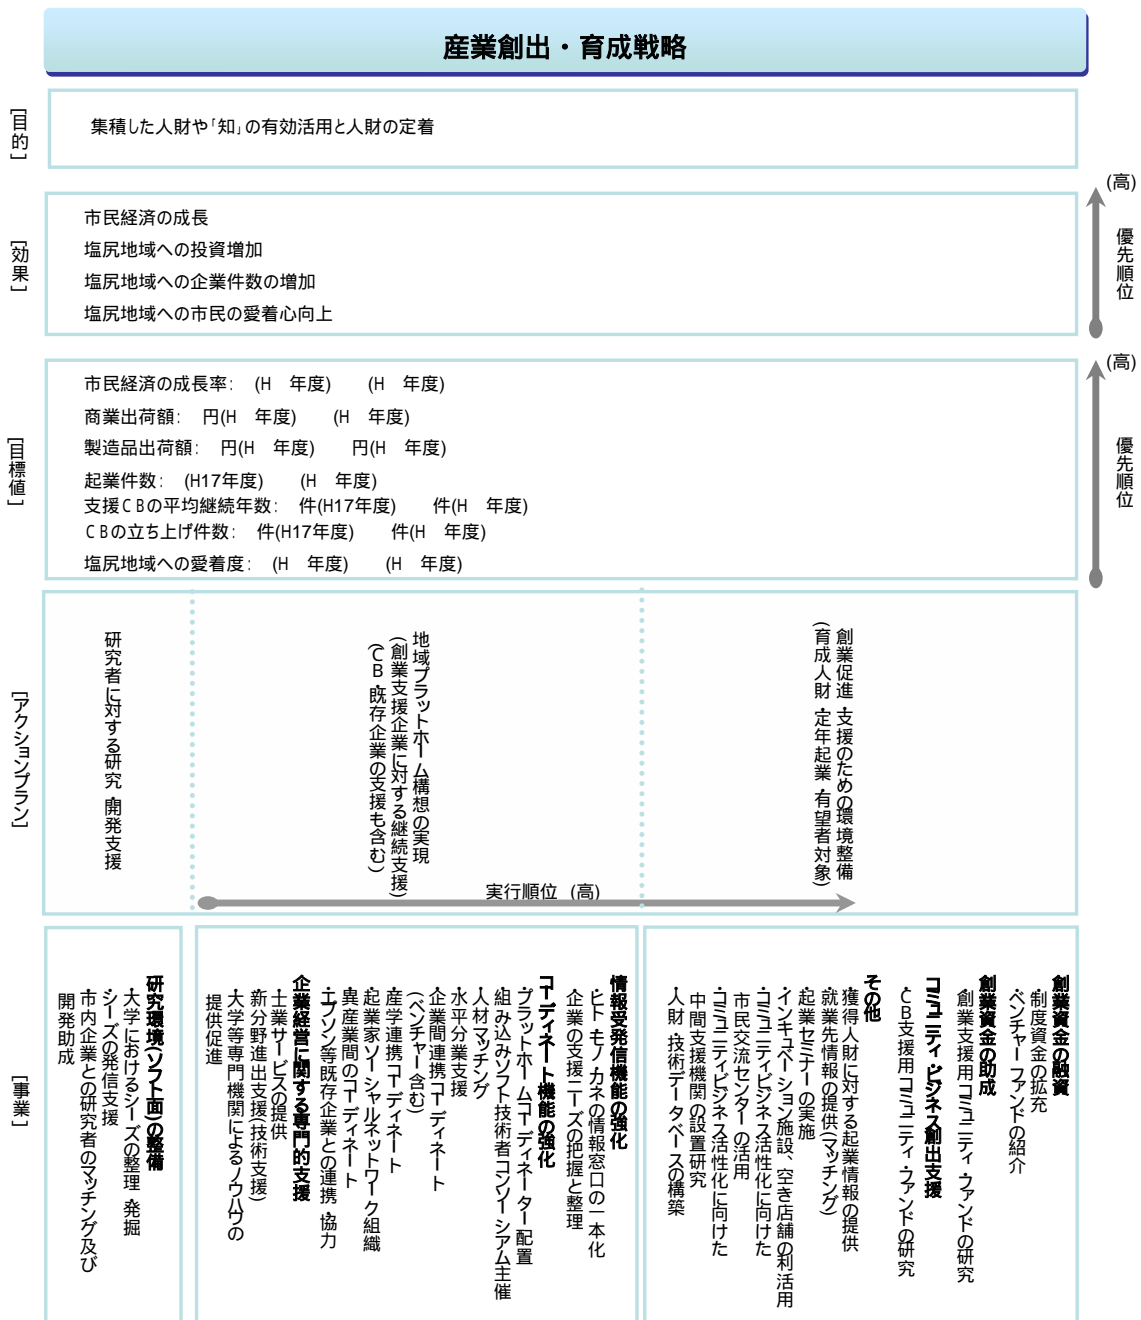 産業創出・育成戦略
［目的］
集積した人財や「知」の有効活用と人財の定着
［効果］
市民経済の成長
塩尻地域への投資増加
塩尻地域への企業件数の増加
塩尻地域への市民の愛着心向上
(高)
優先順位
［目標値］
市民経済の成長率： (H　年度)　　(H　年度)
商業出荷額：　円(H　年度)　　(H　年度)
製造品出荷額：　円(H　年度)　　円(H　年度)
起業件数：　(H17年度)　　(H　年度)
支援ＣＢの平均継続年数：　件(H17年度)　　件(H　年度)
ＣＢの立ち上げ件数：　件(H17年度)　　件(H　年度)
塩尻地域への愛着度：　(H　年度)　　(H　年度)
(高)
優先順位
［アクションプラン］
創業促進・支援のための環境整備
(育成人財・定年起業・有望者対象)
地域プラットホーム構想の実現
(創業支援企業に対する継続支援)
(ＣＢ・既存企業の支援も含む)
研究者に対する研究・開発支援
実行順位 (高)
［事業］
創業資金の融資
・制度資金の拡充
・ベンチャーファンドの紹介
創業資金の助成
・創業支援用コミュニティ・ファンドの研究
コミュニティ・ビジネス創出支援
・ＣＢ支援用コミュニティ・ファンドの研究
その他
・獲得人財に対する起業情報の提供
・就業先情報の提供(マッチング)
・起業セミナーの実施
・インキュベーション施設、空き店舗の利活用
・コミュニティビジネス活性化に向けた
市民交流センターの活用
・コミュニティビジネス活性化に向けた
中間支援機関の設置研究
・人財・技術データベースの構築
情報受発信機能の強化
・ヒト・モノ・カネの情報窓口の一本化
・企業の支援ニーズの把握と整理
コーディネート機能の強化
・プラットホームコーディネーター配置
・組み込みソフト技術者コンソーシアム主催
・人材マッチング
・水平分業支援
・企業間連携コーディネート
(ベンチャー含む)
・産学連携コーディネート
・起業家ソーシャルネットワーク組織
・異産業間のコーディネート
・エプソン等既存企業との連携・協力
企業経営に関する専門的支援
・士業サービスの提供
・新分野進出支援(技術支援)
・大学等専門機関によるノウハウの
提供促進
研究環境(ソフト面)の整備
・大学におけるシーズの整理・発掘
・シーズの発信支援
・市内企業との研究者のマッチング及び
開発助成